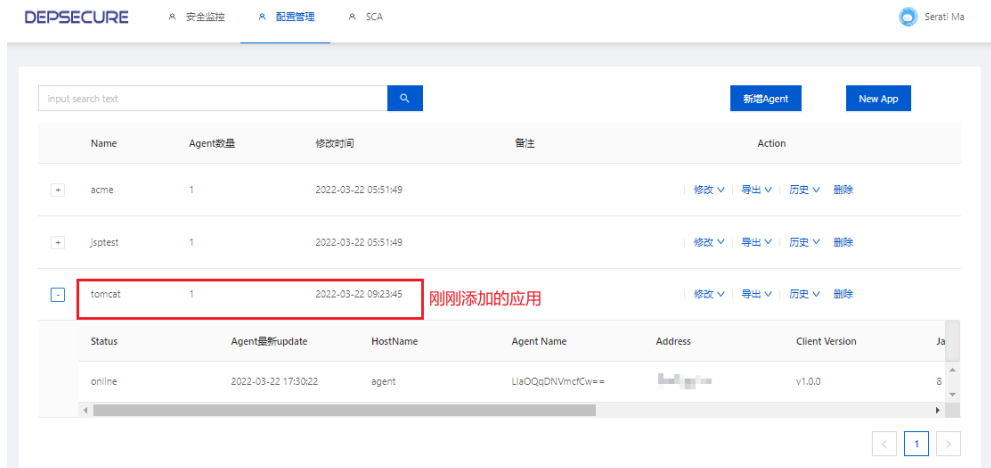 DEPSECURE 安全监控 配置管理 SCA Serati Ma
input search text 新增Agent New App
Name Agent数量 修改时间 备注 Action
+ acme 1 2022-03-22 05:51:49 修改 导出 历史 删除
+ jsptest 1 2022-03-22 05:51:49 修改 导出 历史 删除
- tomcat 1 2022-03-22 09:23:45 刚刚添加的应用 修改 导出 历史 删除
Status Agent最新update HostName Agent Name Address Client Version Ja
online 2022-03-22 17:30:22 agent v1.0.0 8
< 1 >